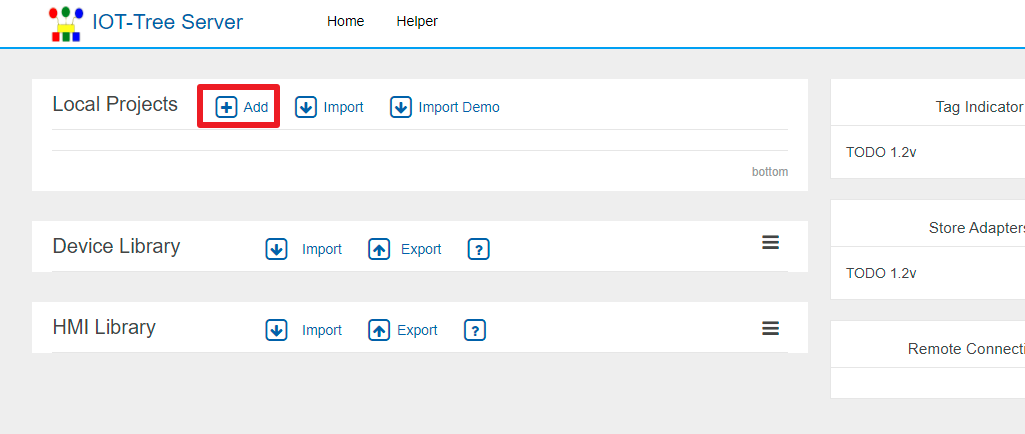 IOT-Tree Server Home Helper
Local Projects Add Import Import Demo
bottom
Device Library Import Export ?
HMI Library Import Export ?
Tag Indicator
TODO 1.2v
Store Adapters
TODO 1.2v
Remote Connecti